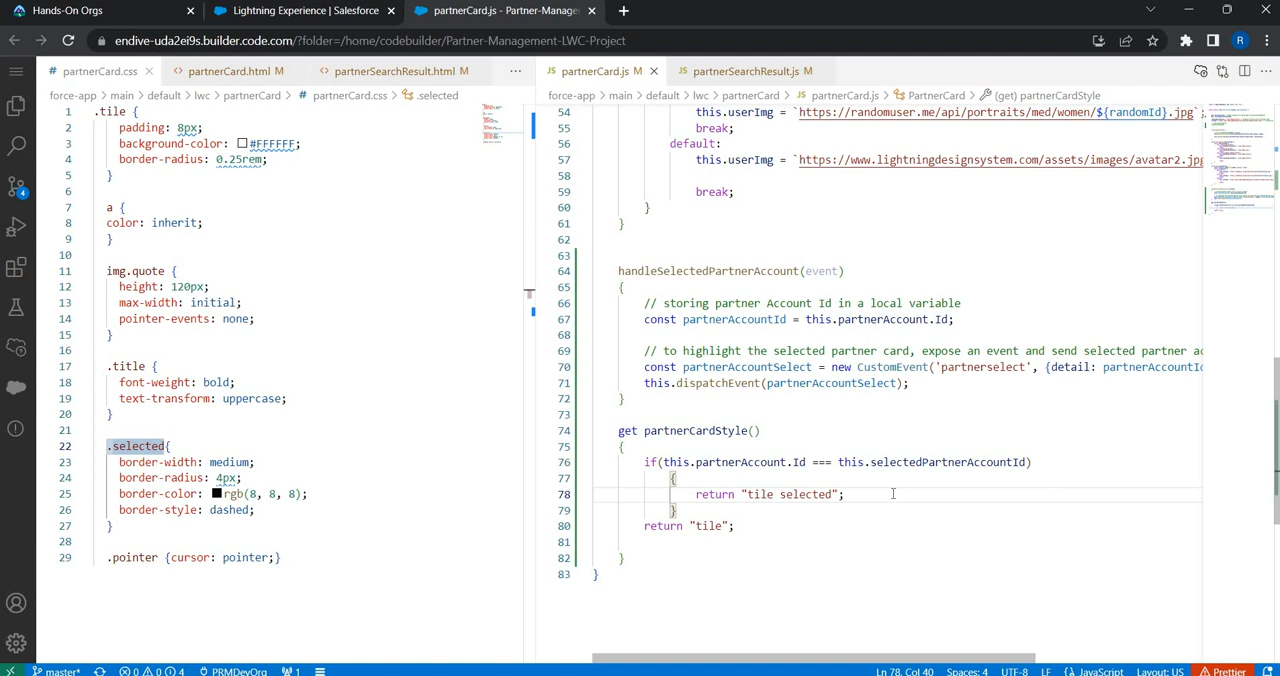 Hands-On Orgs
Lightning Experience | Salesforce
partnerCard.js - Partner-Manage
endive-uda2ei9s.builder.code.com/?folder=/home/codebuilder/Partner-Management-LWC-Project
R
# partnerCard.css
<> partnerCard.html M
<> partnerSearchResult.html M
...
JS partnerCard.js M
JS partnerSearchResult.js M
force-app > main > default > lwc > partnerCard > # partnerCard.css > .selected
force-app > main > default > lwc > partnerCard > JS partnerCard.js > PartnerCard > (get) partnerCardStyle
1 .tile {
2 padding: 8px;
3 background-color: #FFFFFF;
4 border-radius: 0.25rem;
5 }
6
7 a {
8 color: inherit;
9 }
10
11 img.quote {
12 height: 120px;
13 max-width: initial;
14 pointer-events: none;
15 }
16
17 .title {
18 font-weight: bold;
19 text-transform: uppercase;
20 }
21
22 .selected{
23 border-width: medium;
24 border-radius: 4px;
25 border-color: rgb(8, 8, 8);
26 border-style: dashed;
27 }
28
29 .pointer {cursor: pointer;}
54 this.userImg = `https://randomuser.me/api/portraits/med/women/${randomId}.jpg`;
55 break;
56 default:
57 this.userImg = `https://www.lightningdesignsystem.com/assets/images/avatar2.jpg
58
59 break;
60 }
61 }
62
63
64 handleSelectedPartnerAccount(event)
65 {
66 // storing partner Account Id in a local variable
67 const partnerAccountId = this.partnerAccount.Id;
68
69 // to highlight the selected partner card, expose an event and send selected partner ac
70 const partnerAccountSelect = new CustomEvent('partnerselect', {detail: partnerAccountId
71 this.dispatchEvent(partnerAccountSelect);
72 }
73
74 get partnerCardStyle()
75 {
76 if(this.partnerAccount.Id === this.selectedPartnerAccountId)
77 {
78 return "tile selected";
79 }
80 return "tile";
81
82 }
83 }
4
master*
0 0 4
PRMDevOrg
1
Ln 78, Col 40
Spaces: 4
UTF-8
LF
{} JavaScript
Layout: US
Prettier